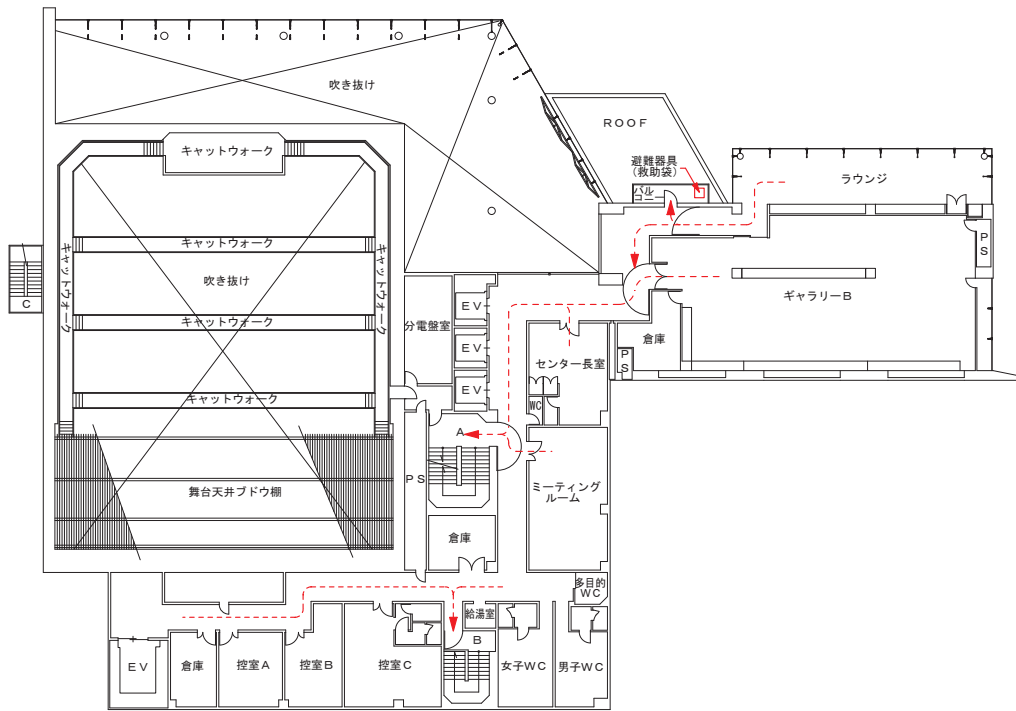 吹き抜け
ROOF
キャットウォーク
避難器具
(救助袋)
バル
コニー
ラウンジ
PS
キャットウォーク
キャットウォーク
キャットウォーク
吹き抜け
C
ギャラリーB
EV
分電盤室
キャットウォーク
EV
倉庫
PS
センター長室
EV
キャットウォーク
WC
A
PS
舞台天井ブドウ棚
ミーティング
ルーム
倉庫
多目的
WC
給湯室
B
EV
倉庫
控室A
控室B
控室C
女子WC
男子WC